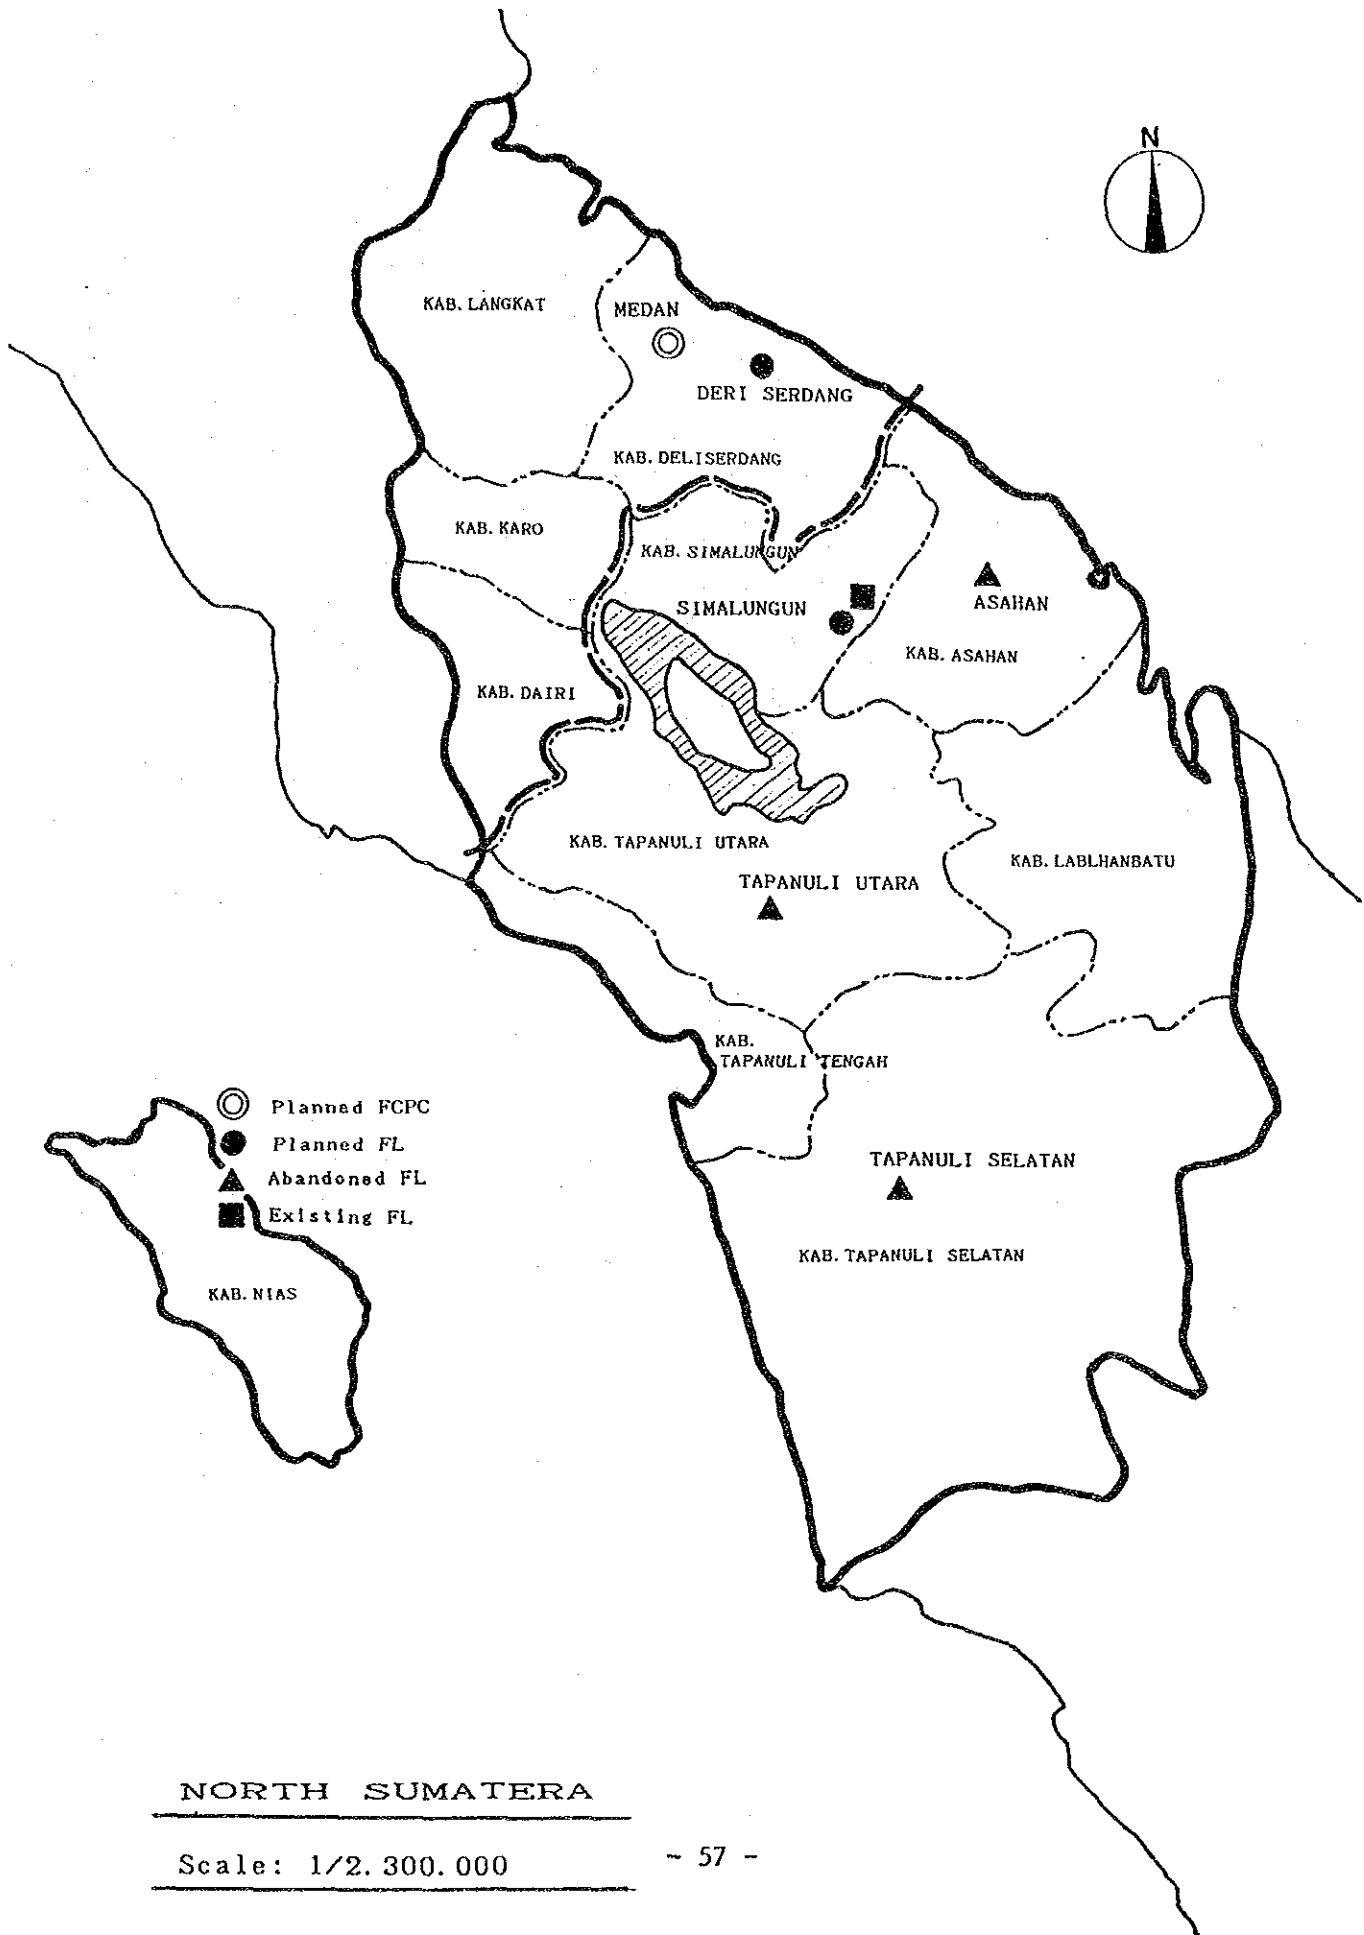 N
KAB. LANGKAT
MEDAN
DERI SERDANG
KAB. DELISERDANG
KAB. KARO
KAB. SIMALUNGUN
SIMALUNGUN
ASAHAN
KAB. ASAHAN
KAB. DAIRI
KAB. TAPANULI UTARA
KAB. LABLHANBATU
TAPANULI UTARA
KAB.
TAPANULI TENGAH
Planned FCPC
Planned FL
Abandoned FL
Existing FL
TAPANULI SELATAN
KAB. TAPANULI SELATAN
KAB. NIAS
NORTH SUMATERA
Scale: 1/2.300.000
~ 57 -